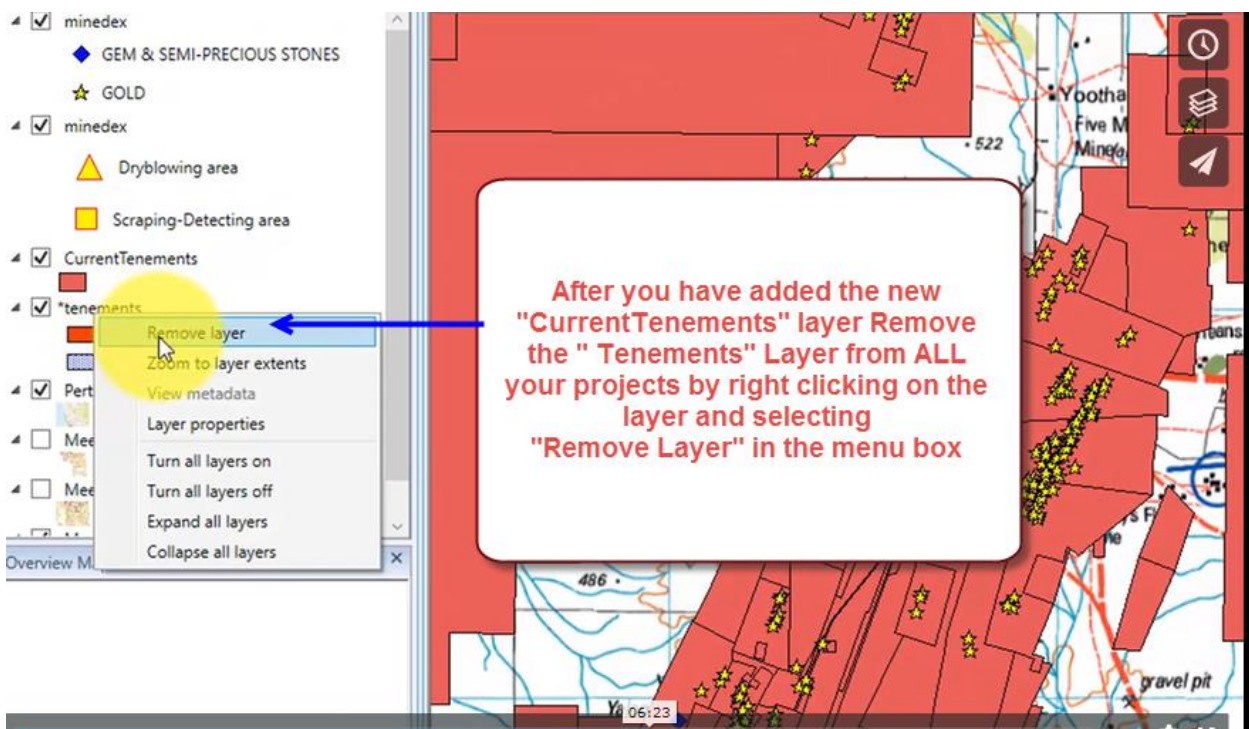 minedex
GEM & SEMI-PRECIOUS STONES
GOLD
minedex
Dryblowing area
Scraping-Detecting area
CurrentTenements
*tenements
Remove layer
Zoom to layer extents
Pert
View metadata
Layer properties
Mee
Turn all layers on
Mee
Turn all layers off
Expand all layers
Collapse all layers
Overview M
After you have added the new
"CurrentTenements" layer Remove
the " Tenements" Layer from ALL
your projects by right clicking on the
layer and selecting
"Remove Layer" in the menu box
Yootha
Five M
522
486
gravel pit
06:23